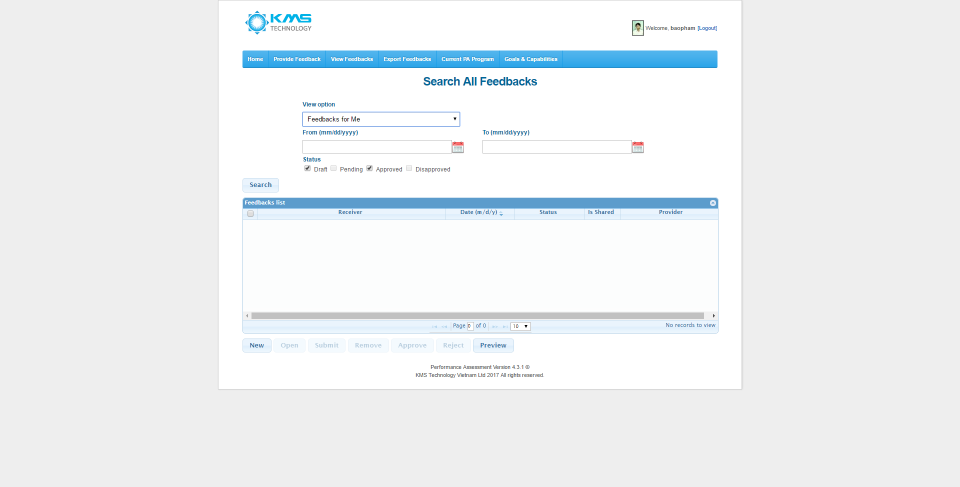 KMS
TECHNOLOGY
Welcome, baopham [Logout]
Home Provide Feedback View Feedbacks Export Feedbacks Current PA Program Goals & Capabilities
Search All Feedbacks
View option
Feedbacks for Me
From (mm/dd/yyyy) To (mm/dd/yyyy)
Status
Draft Pending Approved Disapproved
Search
Feedbacks list
Receiver Date (m/d/y) Status Is Shared Provider
Page 0 of 0 10 No records to view
New Open Submit Remove Approve Reject Preview
Performance Assessment Version 4.3.1 ©
KMS Technology Vietnam Ltd 2017 All rights reserved.